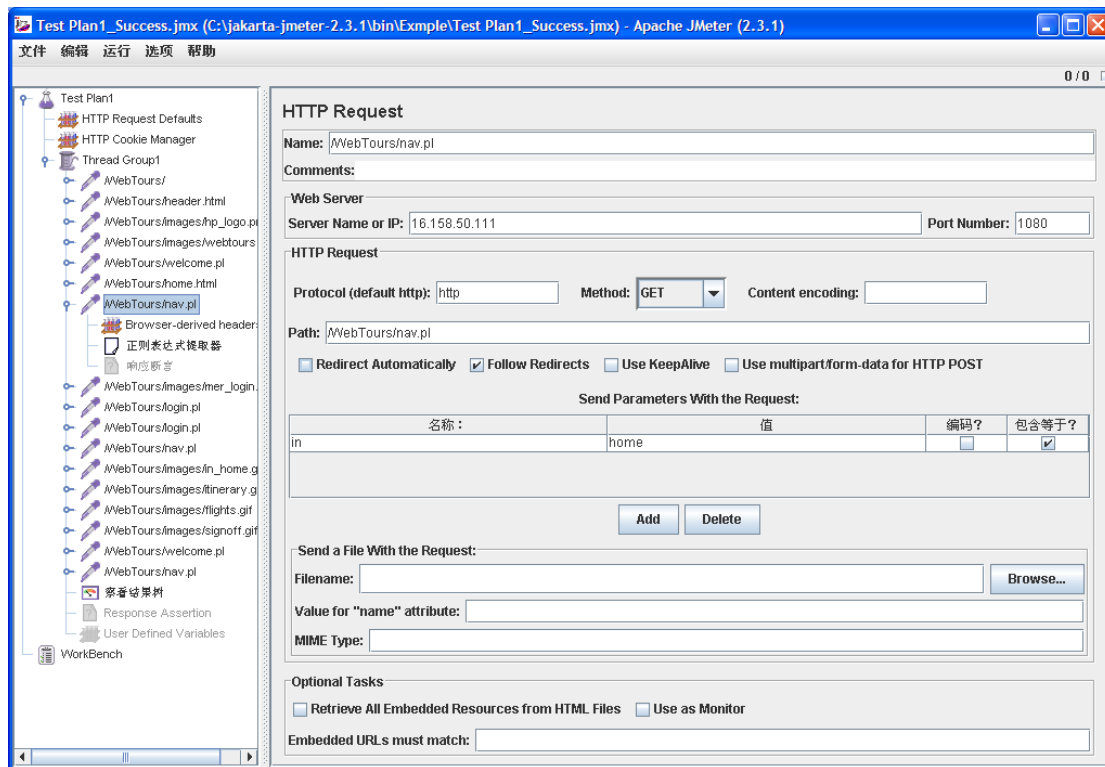 Test Plan1_Success.jmx (C:\jakarta-jmeter-2.3.1\bin\Exmple\Test Plan1_Success.jmx) - Apache JMeter (2.3.1)
文件 编辑 运行 选项 帮助
0 / 0
Test Plan1
HTTP Request Defaults
HTTP Cookie Manager
Thread Group1
/WebTours/
/WebTours/header.html
/WebTours/images/hp_logo.pn
/WebTours/images/webtours
/WebTours/welcome.pl
/WebTours/home.html
/WebTours/nav.pl
Browser-derived headers
正则表达式提取器
响应断言
/WebTours/images/mer_login.
/WebTours/login.pl
/WebTours/login.pl
/WebTours/nav.pl
/WebTours/images/in_home.g
/WebTours/images/itinerary.g
/WebTours/images/flights.gif
/WebTours/images/signoff.gif
/WebTours/welcome.pl
/WebTours/nav.pl
察看结果树
Response Assertion
User Defined Variables
WorkBench
HTTP Request
Name: /WebTours/nav.pl
Comments:
Web Server
Server Name or IP: 16.158.50.111 Port Number: 1080
HTTP Request
Protocol (default http): http Method: GET Content encoding:
Path: /WebTours/nav.pl
Redirect Automatically Follow Redirects Use KeepAlive Use multipart/form-data for HTTP POST
Send Parameters With the Request:
名称： 值 编码? 包含等于?
in home
Add Delete
Send a File With the Request:
Filename: Browse...
Value for "name" attribute:
MIME Type:
Optional Tasks
Retrieve All Embedded Resources from HTML Files Use as Monitor
Embedded URLs must match: